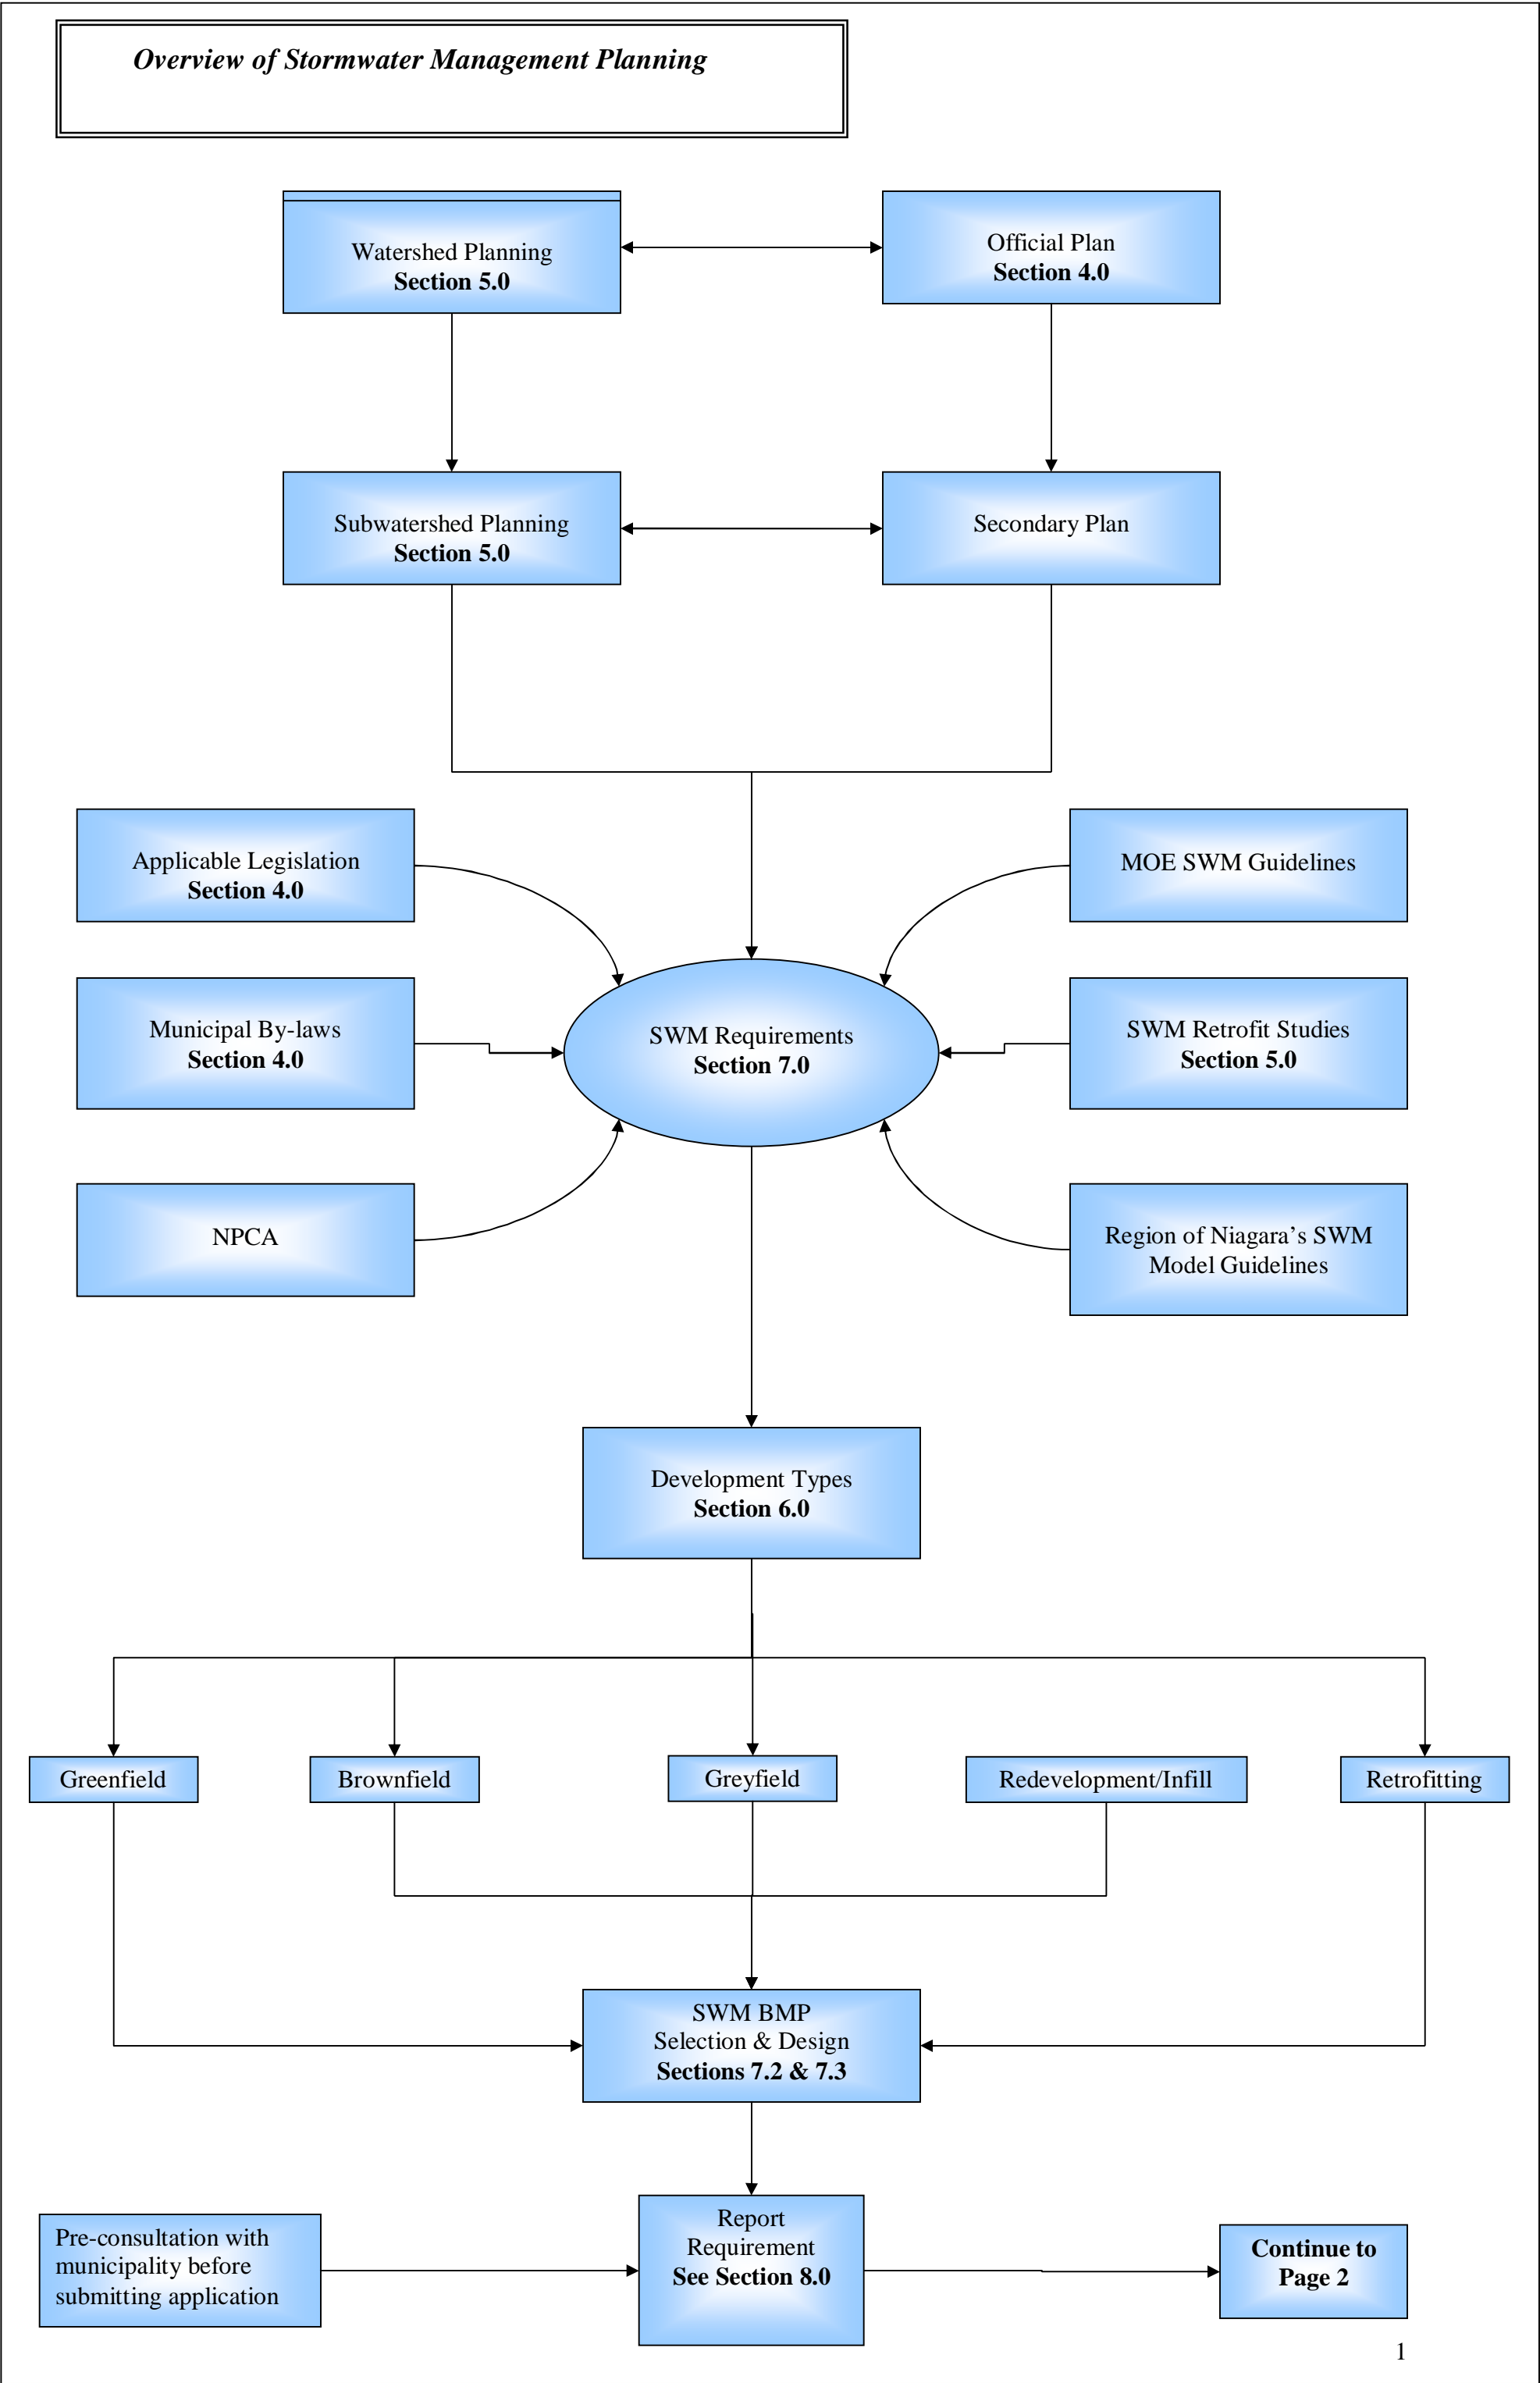 Overview of Stormwater Management Planning
Watershed Planning
Section 5.0
Official Plan
Section 4.0
Subwatershed Planning
Section 5.0
Secondary Plan
Applicable Legislation
Section 4.0
MOE SWM Guidelines
Municipal By-laws
Section 4.0
SWM Requirements
Section 7.0
SWM Retrofit Studies
Section 5.0
NPCA
Region of Niagara’s SWM
Model Guidelines
Development Types
Section 6.0
Greenfield
Brownfield
Greyfield
Redevelopment/Infill
Retrofitting
SWM BMP
Selection & Design
Sections 7.2 & 7.3
Pre-consultation with
municipality before
submitting application
Report
Requirement
See Section 8.0
Continue to
Page 2
1